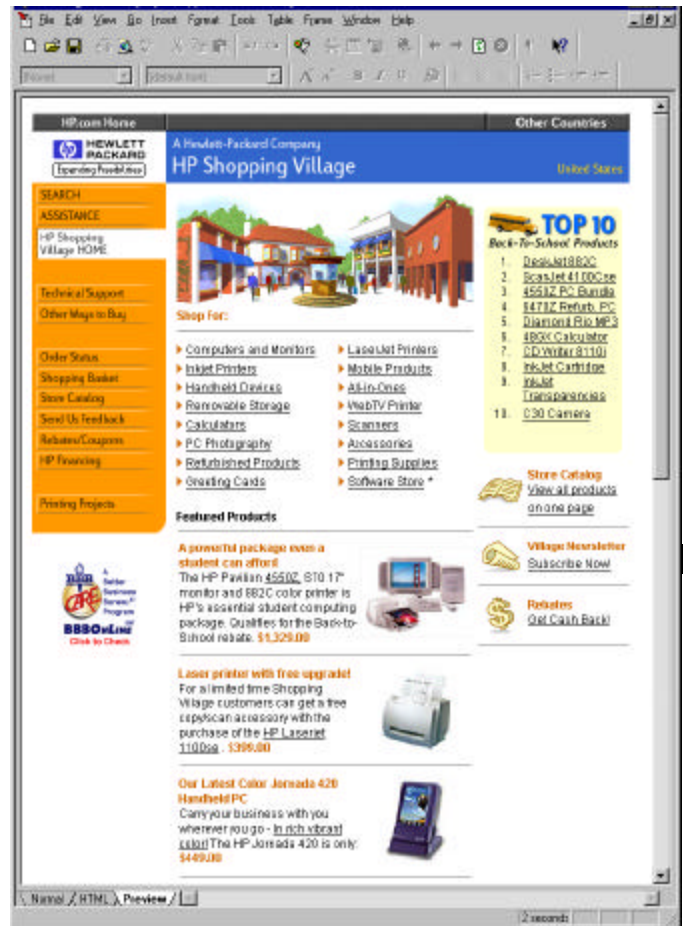 File Edit View Go Insert Format Tools Table Frame Window Help
HP.com Home
Other Countries
HEWLETT
PACKARD
Expanding Possibilities
A Hewlett-Packard Company
HP Shopping Village
United States
SEARCH
ASSISTANCE
HP Shopping
Village HOME
Technical Support
Other Ways to Buy
Order Status
Shopping Basket
Store Catalog
Send Us Feedback
Rebates/Coupons
HP Financing
Printing Projects
A
Better
Business
Bureau
Program
BBB
CARE
BBBONLINE
Click to Check
Shop For:
Computers and Monitors
Inkjet Printers
Handheld Devices
Removable Storage
Calculators
PC Photography
Refurbished Products
Greeting Cards
LaserJet Printers
Mobile Products
All-in-Ones
WebTV Printer
Scanners
Accessories
Printing Supplies
Software Store *
Featured Products
A powerful package even a
student can afford
The HP Pavilion 4550Z,
17"
monitor and 882C color printer is
HP's essential student computing
package. Qualifies for the Back-to-
School rebate. $1,329.00
Laser printer with free upgrade!
For a limited time Shopping
Village customers can get a free
copy/scan accessory with the
purchase of the HP Laserjet
1100se . $399.00
Our Latest Color Jornada 420
Handheld PC
Carry your business with you
wherever you go - In rich vibrant
color! The HP Jornada 420 is only:
$449.00
TOP 10
Back-To-School Products
1. DeskJet 882C
2. ScanJet 4100Cse
3. 4550Z PC Bundle
4. 6470Z Refurb. PC
5. Diamond Rio MP3
6. 48GX Calculator
7. CD Writer 8110i
8. InkJet Cartridge
9. InkJet
Transparencies
10. C30 Camera
Store Catalog
View all products
on one page
Village Newsletter
Subscribe Now!
Rebates
Get Cash Back!
Normal HTML Preview
2 seconds